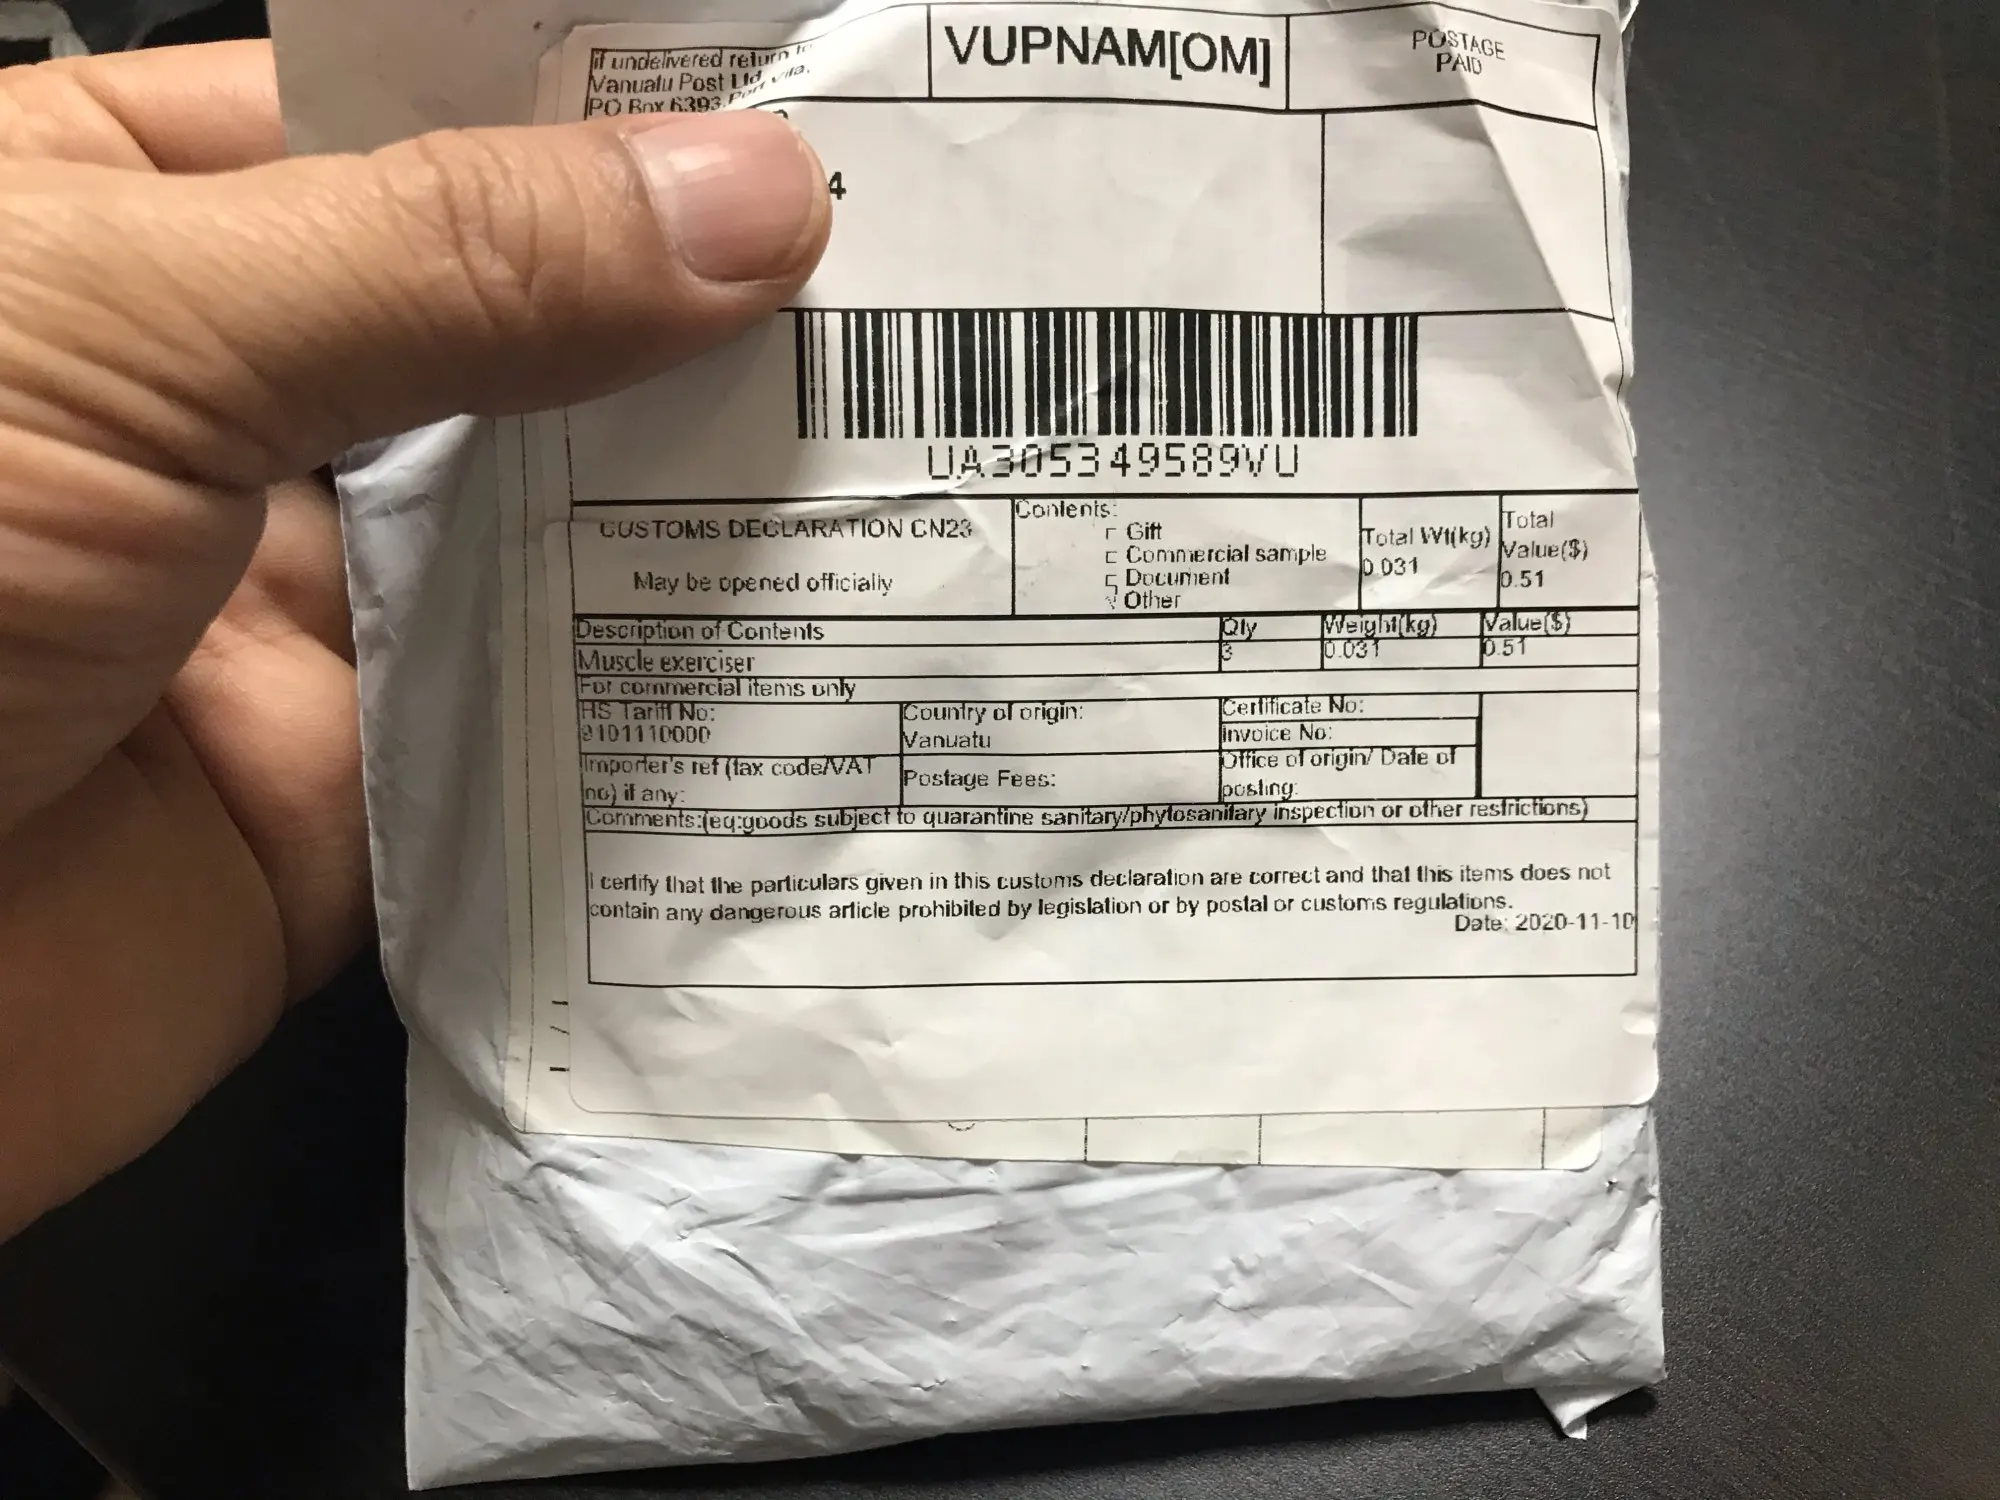 if undelivered return to
Vanuatu Post Ltd
PO Box 6393, Port Vila,
VUPNAM[OM]
POSTAGE
PAID
4
UA305349589VU
CUSTOMS DECLARATION CN23
May be opened officially
Contents:
Gift
Commercial sample
Document
√ Other
Total Wt(kg)
0.031
Total
Value($)
0.51
Description of Contents Qty Weight(kg) Value($)
Muscle exerciser 3 0.031 0.51
For commercial items only
HS Tariff No:
9101110000
Country of origin:
Vanuatu
Certificate No:
Invoice No:
Importer's ref (tax code/VAT
no) if any:
Postage Fees:
Office of origin/ Date of
posting:
Comments:(eq:goods subject to quarantine sanitary/phytosanitary inspection or other restrictions)
I certify that the particulars given in this customs declaration are correct and that this items does not
contain any dangerous article prohibited by legislation or by postal or customs regulations.
Date: 2020-11-10